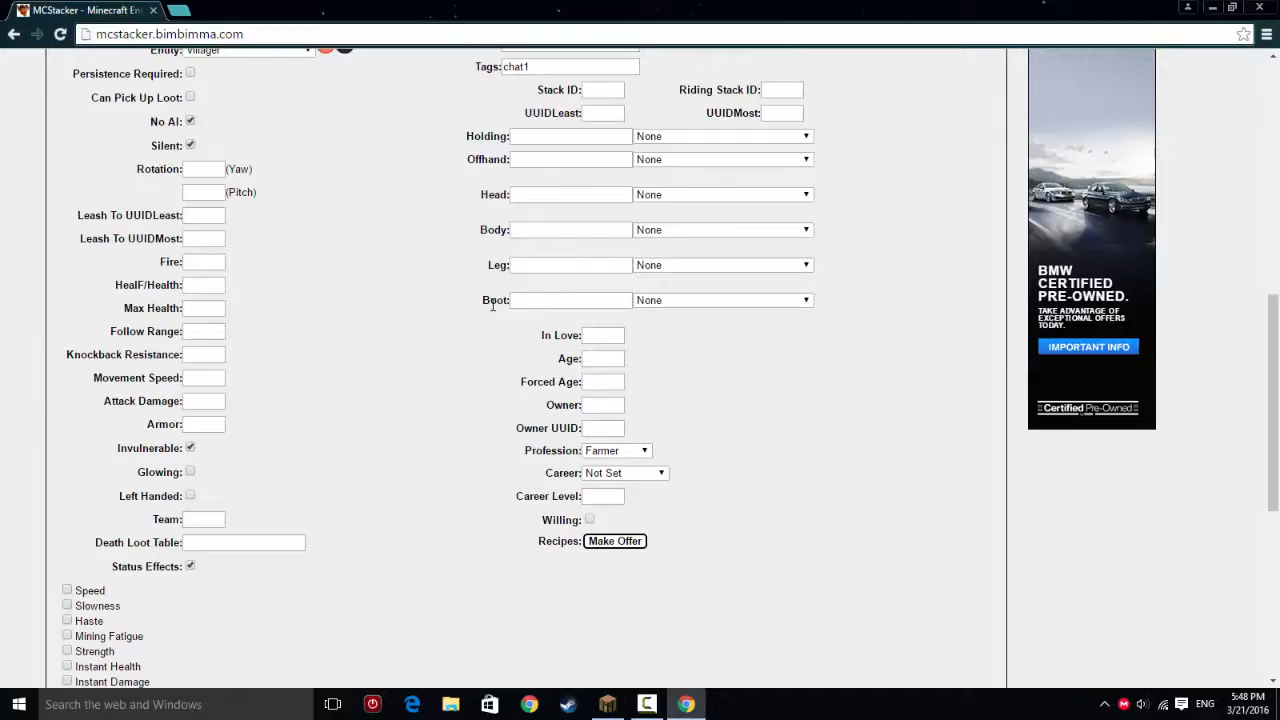 MCStacker - Minecraft En
mcstacker.bimbimma.com
Entity: Villager
Persistence Required:
Can Pick Up Loot:
No AI:
Silent:
Rotation: (Yaw)
(Pitch)
Leash To UUIDLeast:
Leash To UUIDMost:
Fire:
HealF/Health:
Max Health:
Follow Range:
Knockback Resistance:
Movement Speed:
Attack Damage:
Armor:
Invulnerable:
Glowing:
Left Handed:
Team:
Death Loot Table:
Status Effects:
Speed
Slowness
Haste
Mining Fatigue
Strength
Instant Health
Instant Damage
Tags: chat1
Stack ID: Riding Stack ID:
UUIDLeast: UUIDMost:
Holding: None
Offhand: None
Head: None
Body: None
Leg: None
Boot: None
In Love:
Age:
Forced Age:
Owner:
Owner UUID:
Profession: Farmer
Career: Not Set
Career Level:
Willing:
Recipes: Make Offer
BMW
CERTIFIED
PRE-OWNED.
TAKE ADVANTAGE OF
EXCEPTIONAL OFFERS
TODAY.
IMPORTANT INFO
Certified Pre-Owned
Search the web and Windows
ENG
5:48 PM
3/21/2016